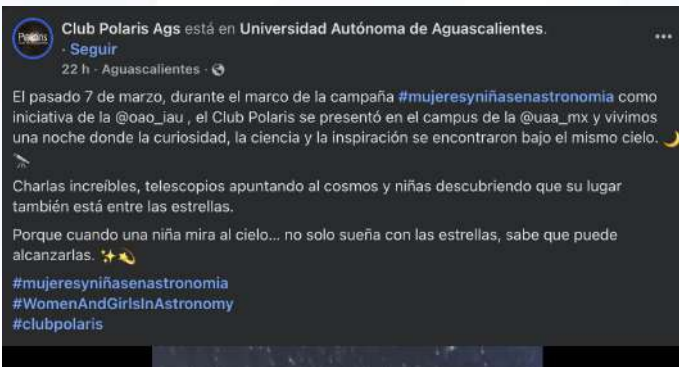 Club Polaris Ags está en Universidad Autónoma de Aguascalientes.
· Seguir
22 h · Aguascalientes ·
El pasado 7 de marzo, durante el marco de la campaña #mujeresyniñasenastronomia como
iniciativa de la @oao_iau , el Club Polaris se presentó en el campus de la @uaa_mx y vivimos
una noche donde la curiosidad, la ciencia y la inspiración se encontraron bajo el mismo cielo. 🌙
🔭
Charlas increíbles, telescopios apuntando al cosmos y niñas descubriendo que su lugar
también está entre las estrellas.
Porque cuando una niña mira al cielo... no solo sueña con las estrellas, sabe que puede
alcanzarlas. ✨💫
#mujeresyniñasenastronomia
#WomenAndGirlsInAstronomy
#clubpolaris